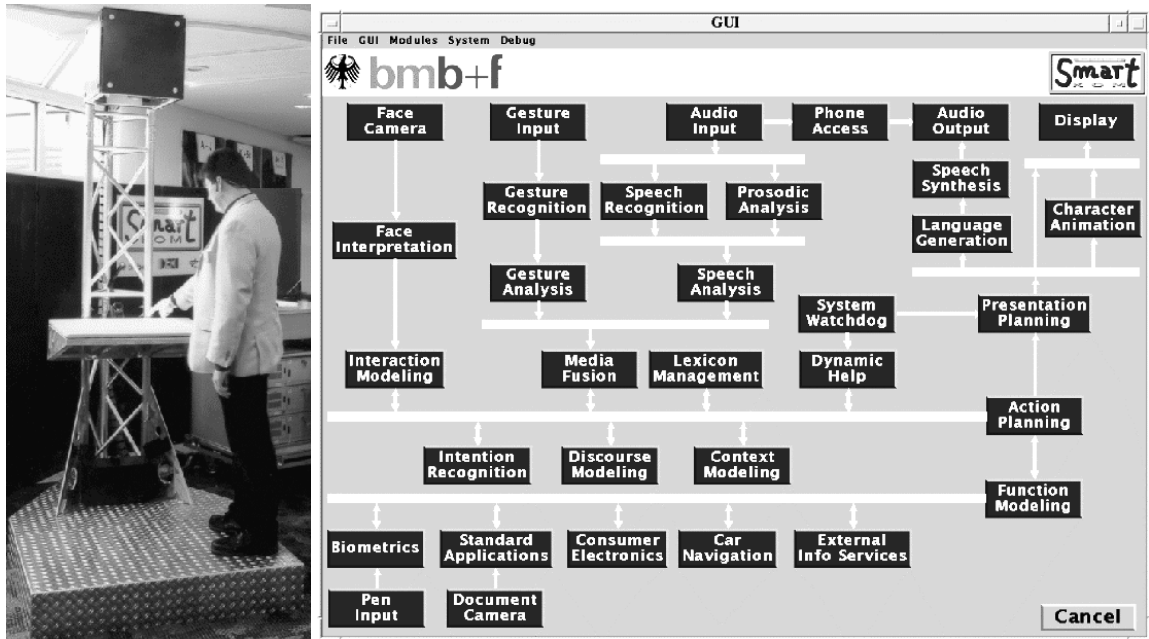 Smart
KOM
GUI
File GUI Modules System Debug
bmb+f
Smart
KOM
Face
Camera
Gesture
Input
Audio
Input
Phone
Access
Audio
Output
Display
Gesture
Recognition
Speech
Recognition
Prosodic
Analysis
Speech
Synthesis
Face
Interpretation
Language
Generation
Character
Animation
Gesture
Analysis
Speech
Analysis
System
Watchdog
Presentation
Planning
Interaction
Modeling
Media
Fusion
Lexicon
Management
Dynamic
Help
Action
Planning
Intention
Recognition
Discourse
Modeling
Context
Modeling
Function
Modeling
Biometrics
Standard
Applications
Consumer
Electronics
Car
Navigation
External
Info Services
Pen
Input
Document
Camera
Cancel